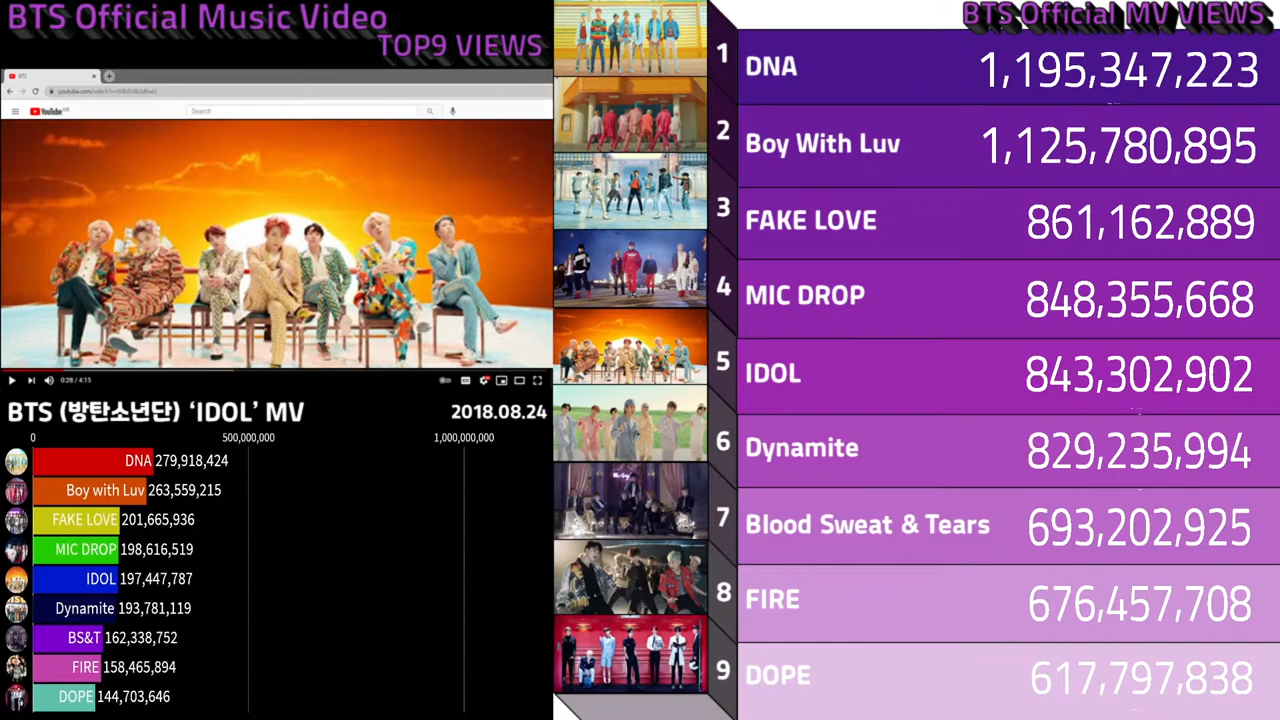 BTS Official Music Video
TOP9 VIEWS
BTS
YouTube KR
Search
0:28 / 4:15
BTS (방탄소년단) ‘IDOL’ MV
2018.08.24
0 500,000,000 1,000,000,000
DNA 279,918,424
Boy with Luv 263,559,215
FAKE LOVE 201,665,936
MIC DROP 198,616,519
IDOL 197,447,787
Dynamite 193,781,119
BS&T 162,338,752
FIRE 158,465,894
DOPE 144,703,646
BTS Official MV VIEWS
1 DNA 1,195,347,223
2 Boy With Luv 1,125,780,895
3 FAKE LOVE 861,162,889
4 MIC DROP 848,355,668
5 IDOL 843,302,902
6 Dynamite 829,235,994
7 Blood Sweat & Tears 693,202,925
8 FIRE 676,457,708
9 DOPE 617,797,838